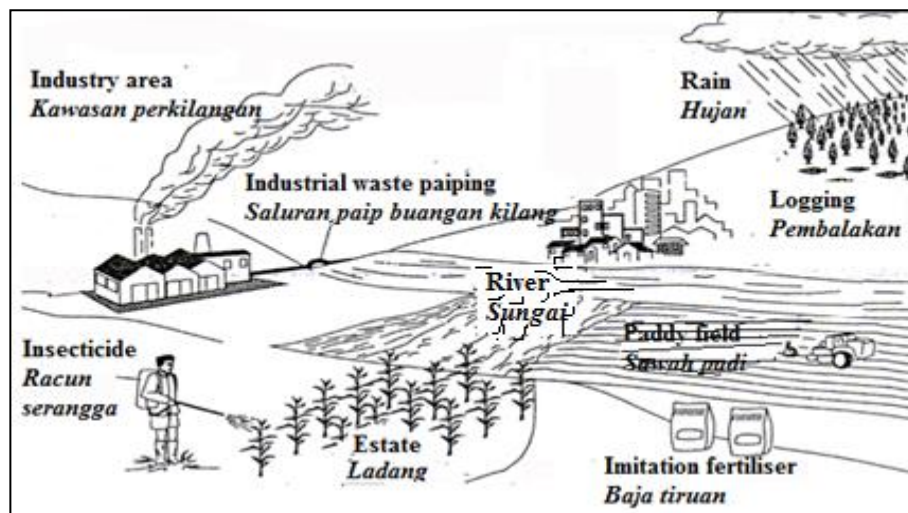 Industry area
Kawasan perkilangan
Rain
Hujan
Industrial waste paiping
Saluran paip buangan kilang
Logging
Pembalakan
River
Sungai
Insecticide
Racun
serangga
Paddy field
Sawah padi
Estate
Ladang
Imitation fertiliser
Baja tiruan